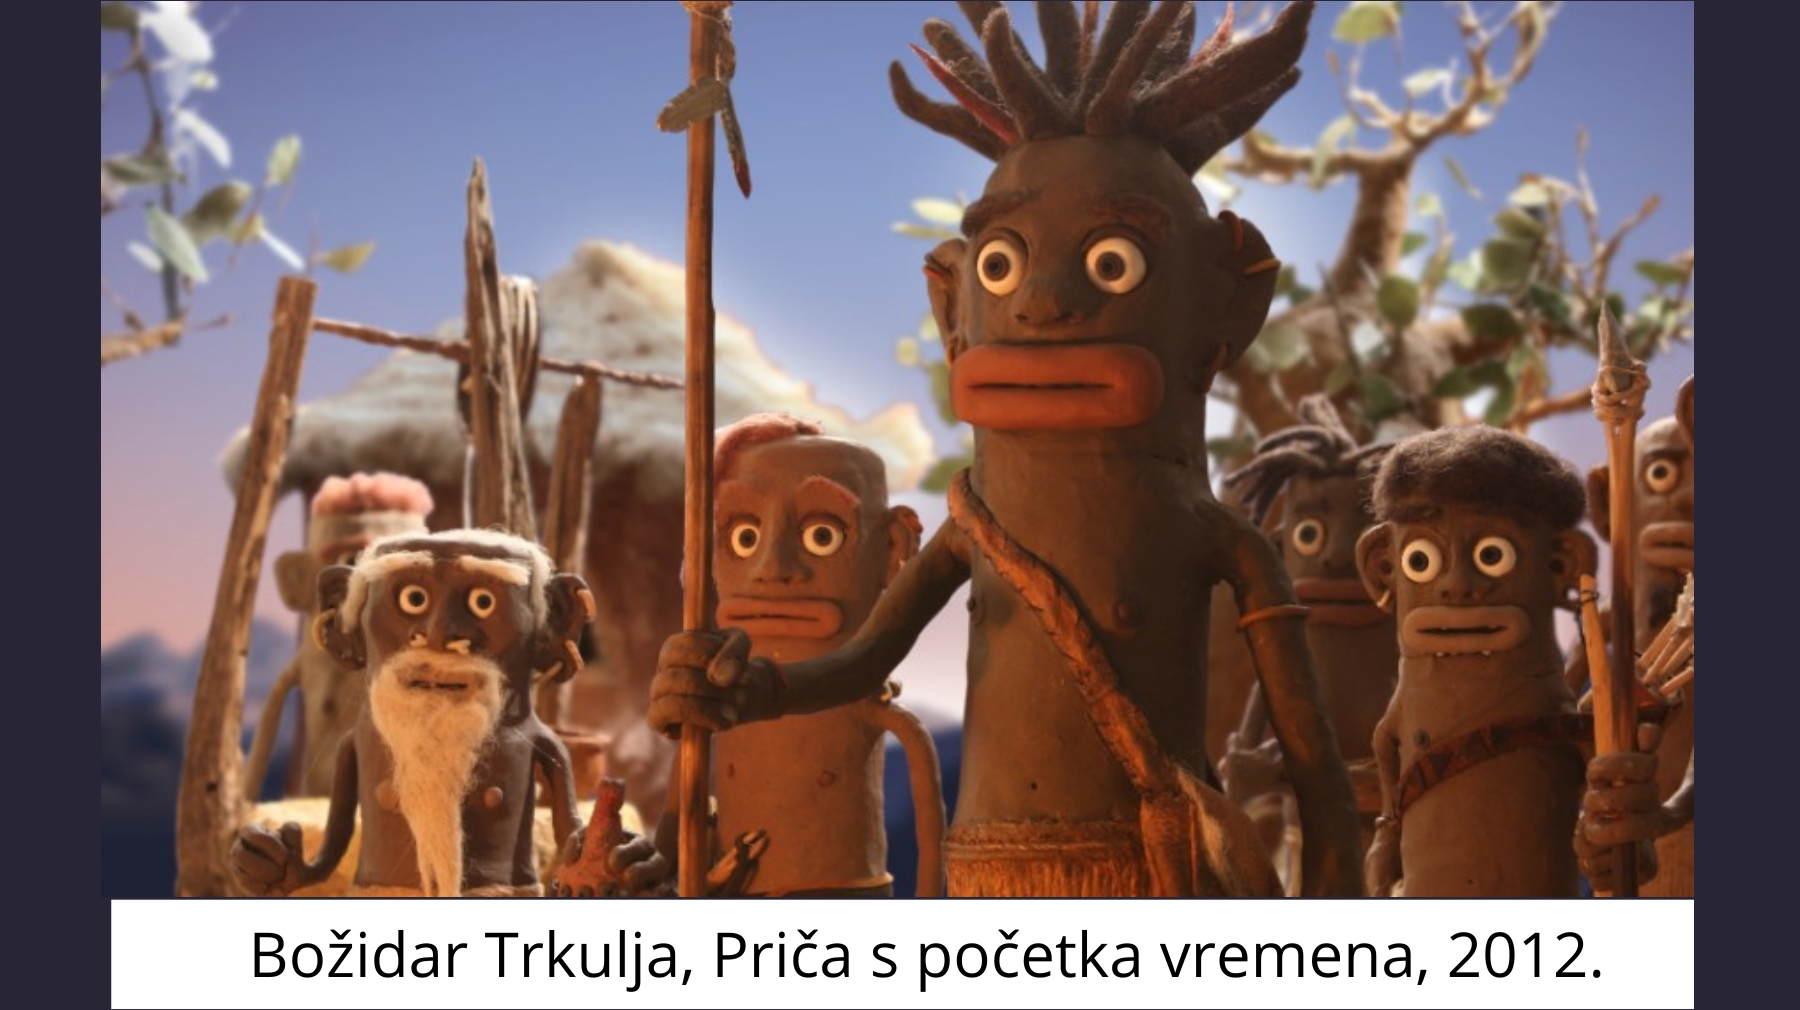 Božidar Trkulja, Priča s početka vremena, 2012.